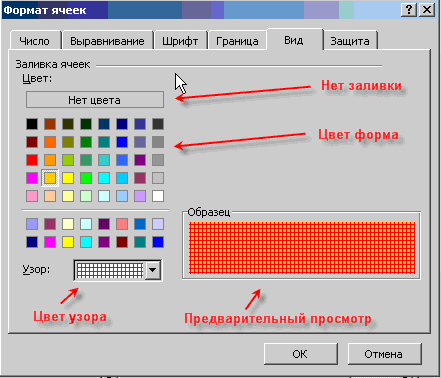 Формат ячеек
Число Выравнивание Шрифт Граница Вид Защита
Заливка ячеек
Цвет:
Нет цвета
Нет заливки
Цвет форма
Образец
Узор:
Цвет узора
Предварительный просмотр
ОК Отмена